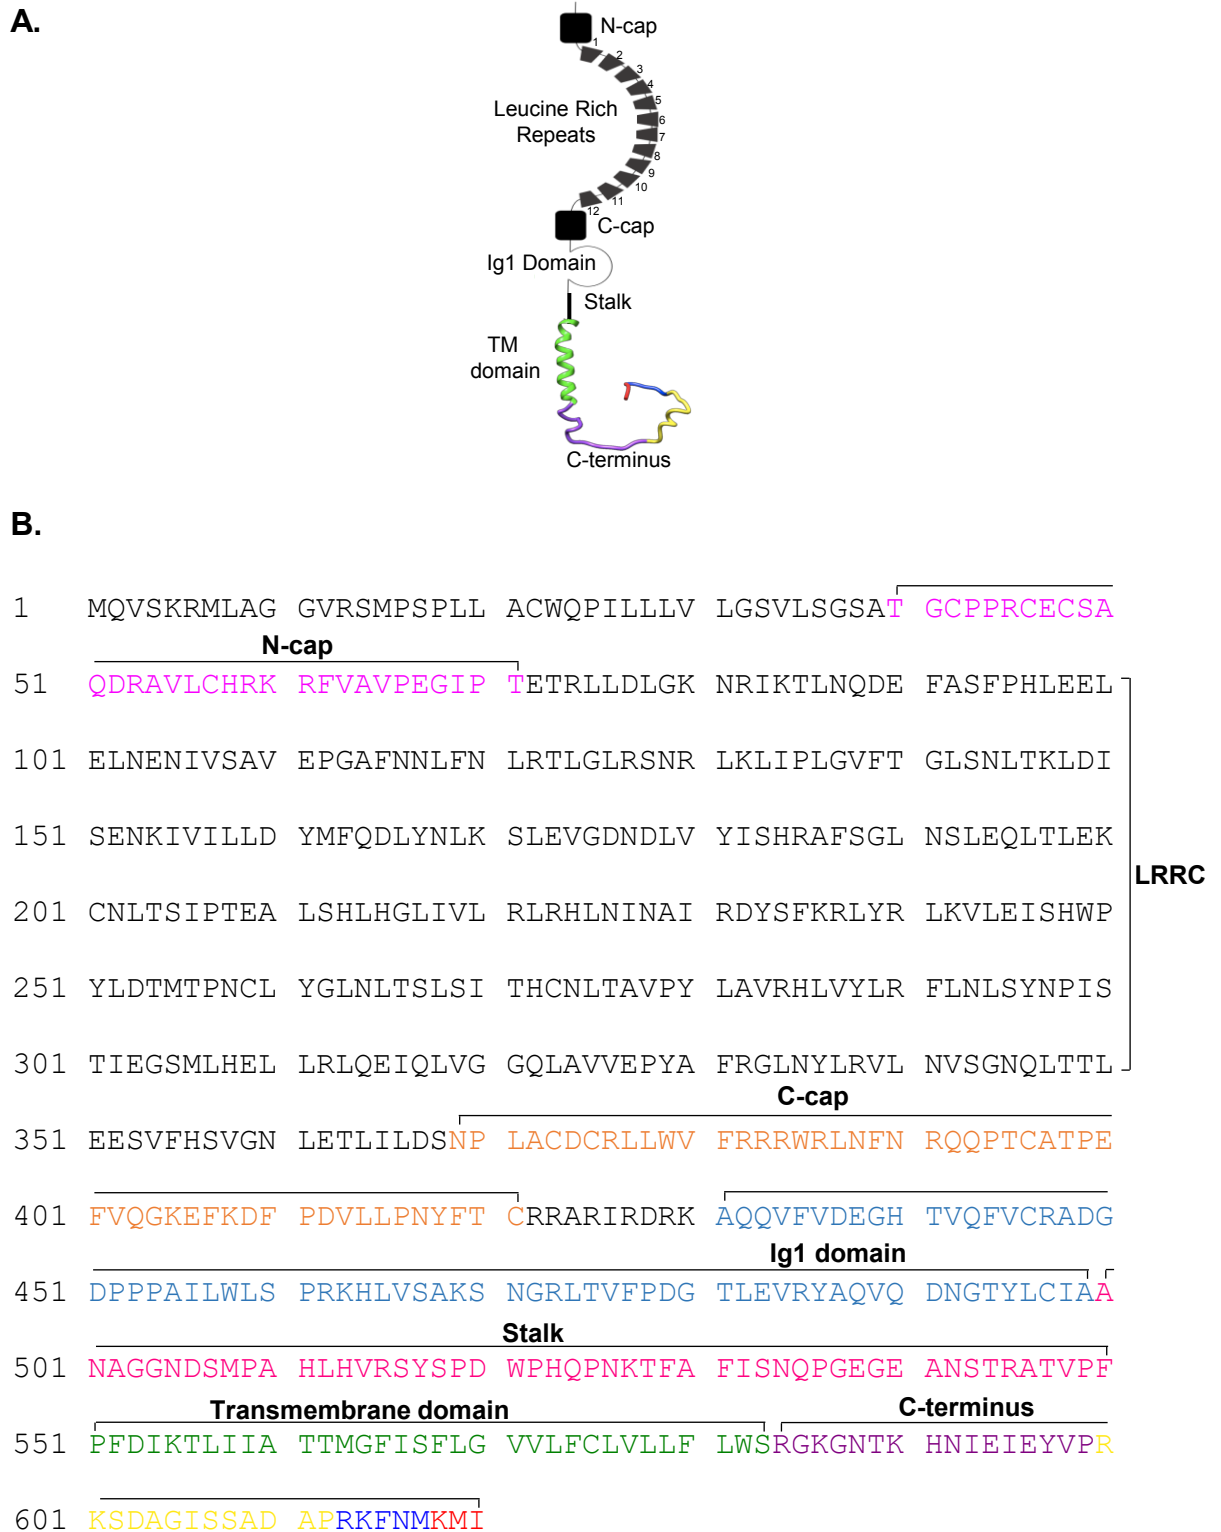 A.
N-cap
1
2
3
4
5
Leucine Rich
Repeats
6
7
8
9
10
11
12
C-cap
Ig1 Domain
Stalk
TM
domain
C-terminus
B.
1 MQVSKRMLAG GVRSMPSPLL ACWQPILLLV LGSVLSGSAT GCPPRCECSA
N-cap
51 QDRAVLCHRK RFVAVPEGIP TETRLLDLGK NRIKTLNQDE FASFPHLEEL
101 ELNENIVSAV EPGAFNNLFN LRTLGLRSNR LKLIPLGVFT GLSNLTKLDI
151 SENKIVILLD YMFQDLYNLK SLEVGDNDLV YISHRAFSGL NSLEQLTLEK
LRRC
201 CNLTSIPTEA LSHLHGLIVL RLRHLNINAI RDYSFKRLYR LKVLEISHWP
251 YLDTMTPNCL YGLNLTSLSI THCNLTAVPY LAVRHLVYLR FLNLSYNPIS
301 TIEGSMLHEL LRLQEIQLVG GQLAVVEPYA FRGLNYLRVL NVSGNQLTTL
C-cap
351 EESVFHSVGN LETLILDSNP LACDCRLLWV FRRRWRLNFN RQQPTCATPE
401 FVQGKEFKDF PDVLLPNYFT CRRARIRDRK AQQVFVDEGH TVQFVCRADG
Ig1 domain
451 DPPPAILWLS PRKHLVSAKS NGRLTVFPDG TLEVRYAQVQ DNGTYLCIAA
Stalk
501 NAGGNDSMPA HLHVRSYSPD WPHQPNKTFA FISNQPGEGE ANSTRATVPF
Transmembrane domain C-terminus
551 PFDIKTLIIA TTMGFISFLG VVLFCLVLLF LWSRGKGNTK HNIEIEYVPR
601 KSDAGISSAD APRKFNMKMI